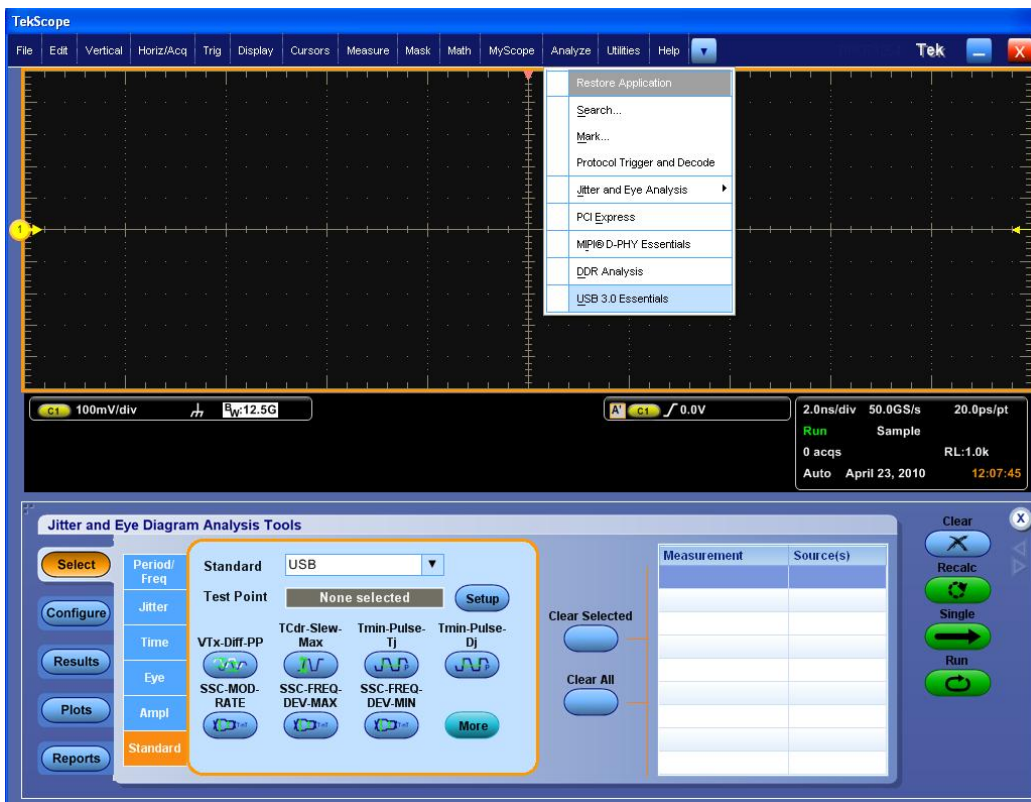 TekScope
File Edit Vertical Horiz/Acq Trig Display Cursors Measure Mask Math MyScope Analyze Utilities Help Tek X
Restore Application
Search...
Mark...
Protocol Trigger and Decode
Jitter and Eye Analysis
PCI Express
MIPI® D-PHY Essentials
DDR Analysis
USB 3.0 Essentials
1
C1 100mV/div BW:12.5G
A' C1 0.0V
2.0ns/div 50.0GS/s 20.0ps/pt
Run Sample
0 acqs RL:1.0k
Auto April 23, 2010 12:07:45
Jitter and Eye Diagram Analysis Tools
Select
Configure
Results
Plots
Reports
Period/
Freq
Jitter
Time
Eye
Ampl
Standard
Standard USB
Test Point None selected Setup
VTx-Diff-PP
TCdr-Slew-
Max
Tmin-Pulse-
Tj
Tmin-Pulse-
Dj
SSC-MOD-
RATE
SSC-FREQ-
DEV-MAX
SSC-FREQ-
DEV-MIN
More
Clear Selected
Clear All
Measurement Source(s)
Clear
X
Recalc
Single
Run